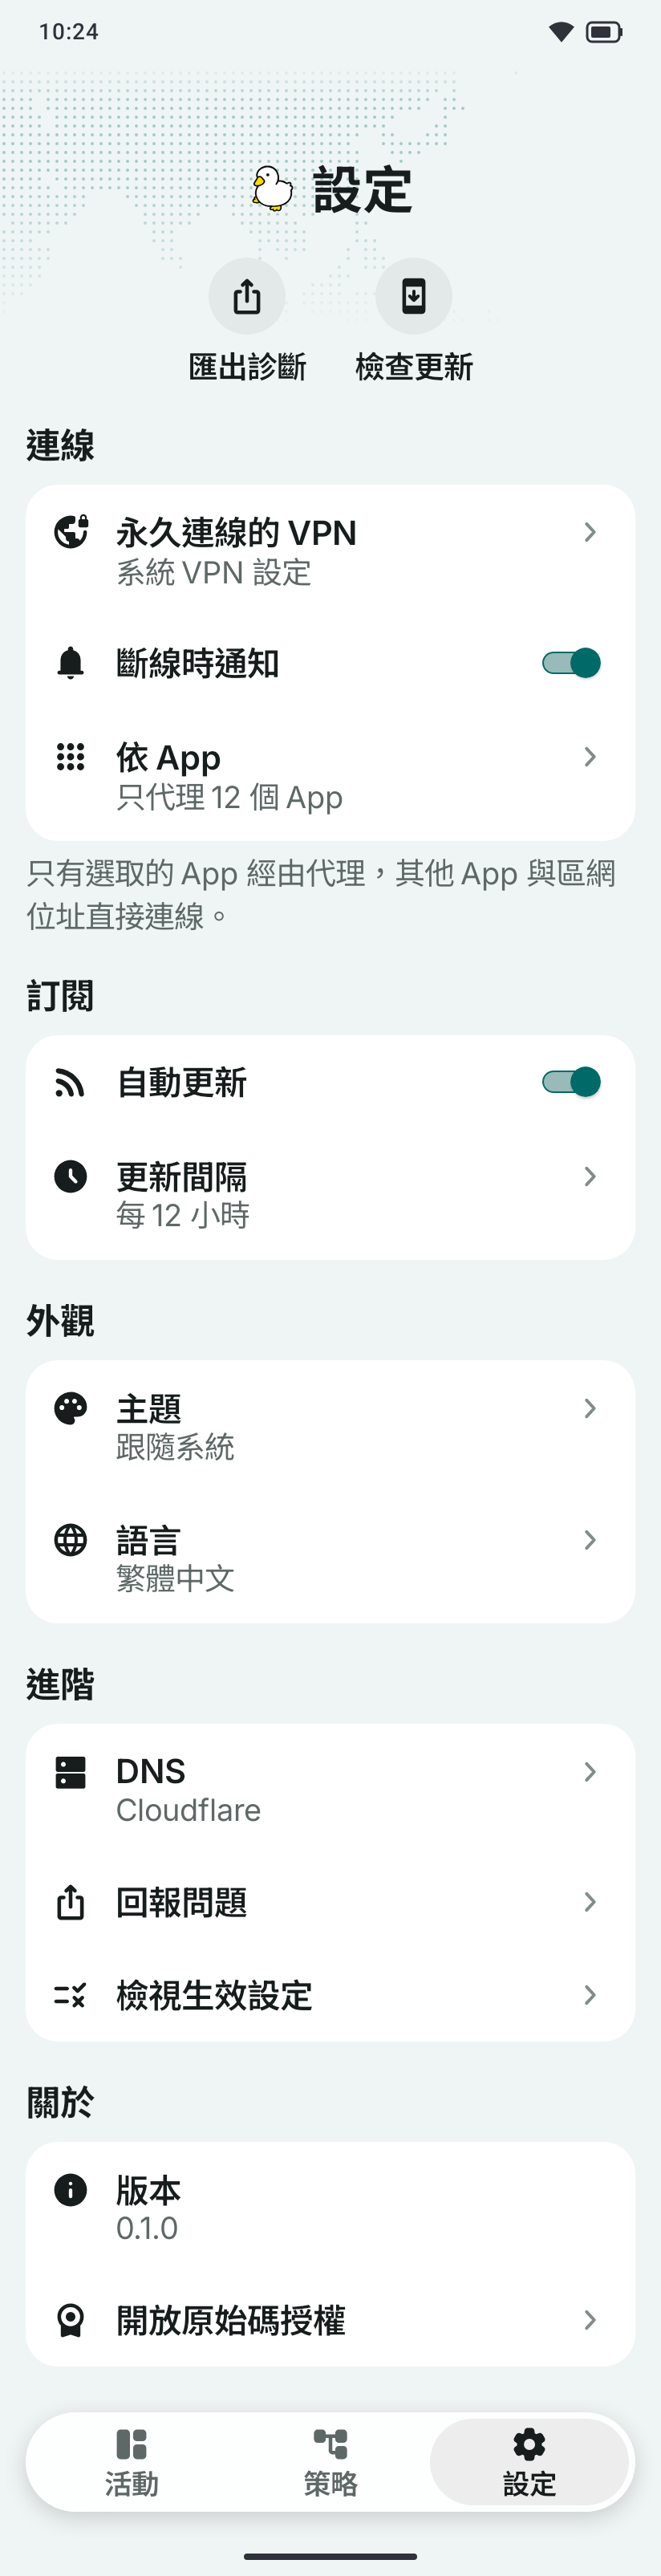 10:24
設定
匯出診斷
檢查更新
連線
永久連線的 VPN
系統 VPN 設定
斷線時通知
依 App
只代理 12 個 App
只有選取的 App 經由代理，其他 App 與區網
位址直接連線。
訂閱
自動更新
更新間隔
每 12 小時
外觀
主題
跟隨系統
語言
繁體中文
進階
DNS
Cloudflare
回報問題
檢視生效設定
關於
版本
0.1.0
開放原始碼授權
活動
策略
設定